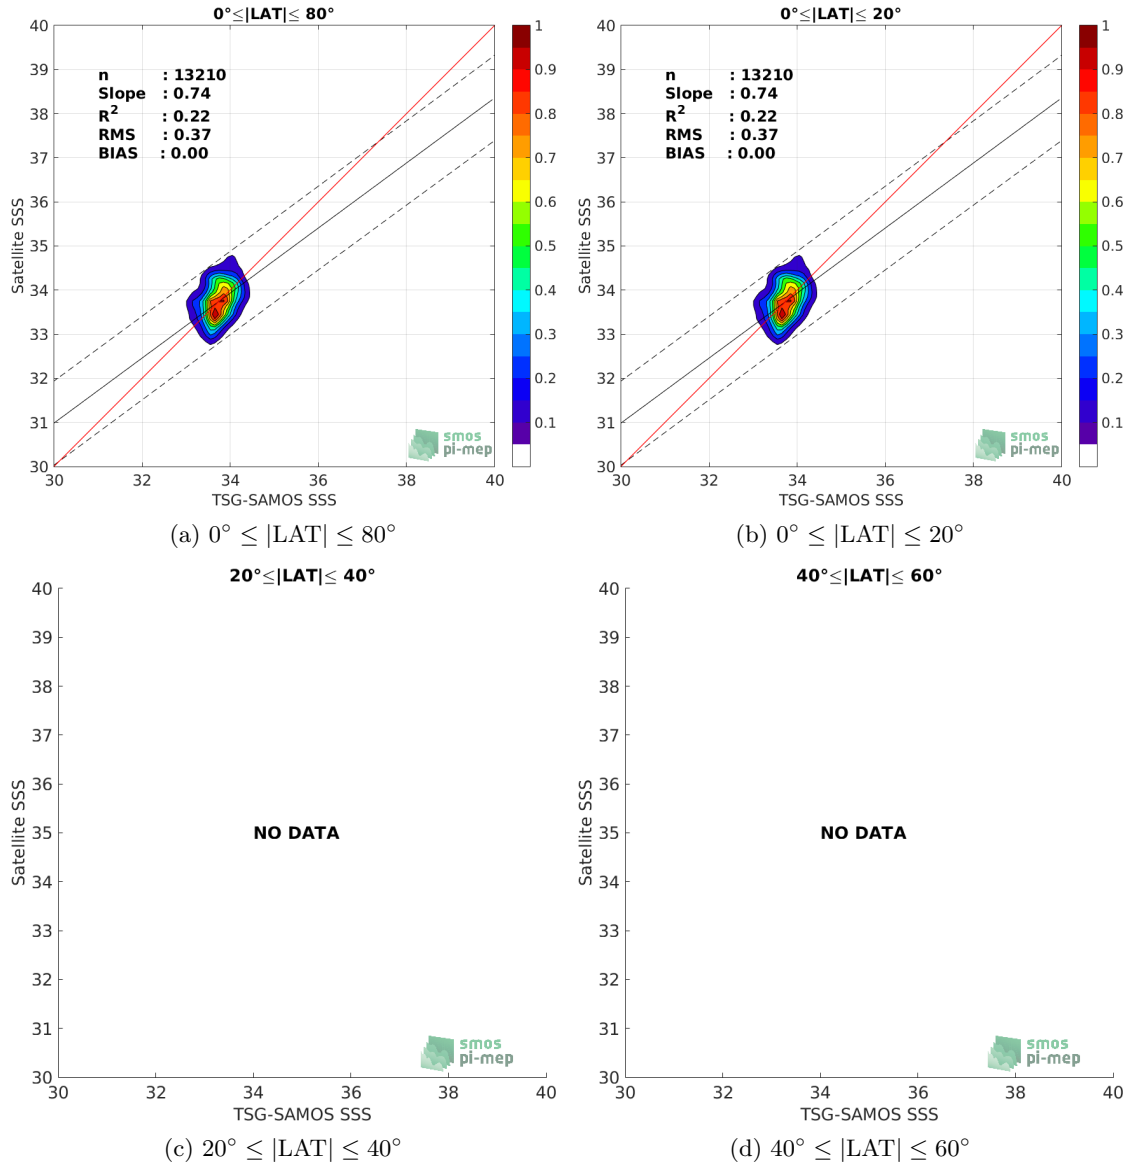 0°≤|LAT|≤ 80°
40
39
38
37
36
35
34
33
32
31
30
n : 13210
Slope : 0.74
R² : 0.22
RMS : 0.37
BIAS : 0.00
1
0.9
0.8
0.7
0.6
0.5
0.4
0.3
0.2
0.1
Satellite SSS
smos
pi-mep
30 32 34 36 38 40
TSG-SAMOS SSS
(a) 0° ≤ |LAT| ≤ 80°
0°≤|LAT|≤ 20°
40
39
38
37
36
35
34
33
32
31
30
n : 13210
Slope : 0.74
R² : 0.22
RMS : 0.37
BIAS : 0.00
1
0.9
0.8
0.7
0.6
0.5
0.4
0.3
0.2
0.1
Satellite SSS
smos
pi-mep
30 32 34 36 38 40
TSG-SAMOS SSS
(b) 0° ≤ |LAT| ≤ 20°
20°≤|LAT|≤ 40°
40
39
38
37
36
35
34
33
32
31
30
Satellite SSS
NO DATA
smos
pi-mep
30 32 34 36 38 40
TSG-SAMOS SSS
(c) 20° ≤ |LAT| ≤ 40°
40°≤|LAT|≤ 60°
40
39
38
37
36
35
34
33
32
31
30
Satellite SSS
NO DATA
smos
pi-mep
30 32 34 36 38 40
TSG-SAMOS SSS
(d) 40° ≤ |LAT| ≤ 60°